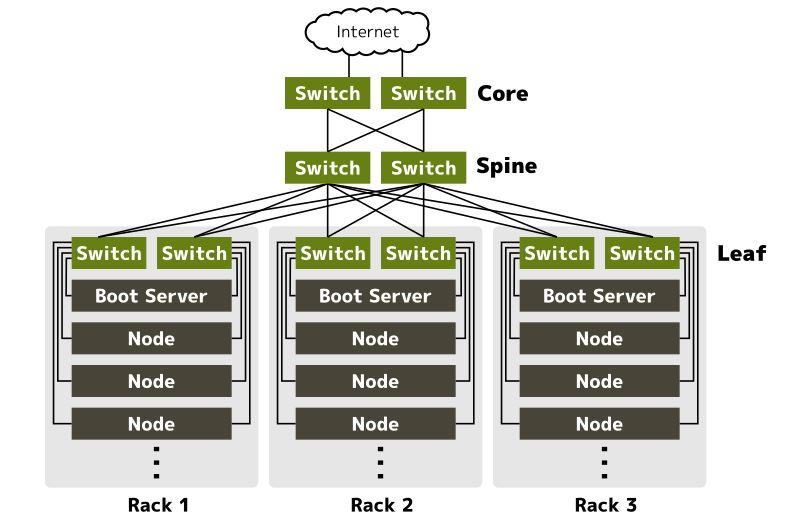 Internet
Switch Switch Core
Switch Switch Spine
Switch Switch Switch Switch Switch Switch Leaf
Boot Server Boot Server Boot Server
Node Node Node
Node Node Node
Node Node Node
Rack 1 Rack 2 Rack 3